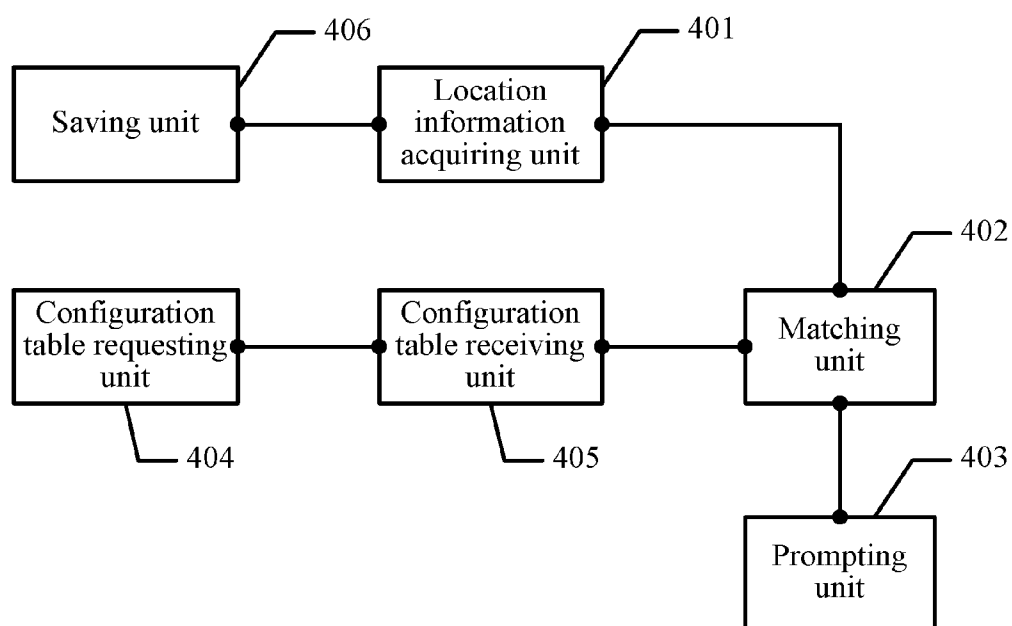 406
401
Saving unit
Location
information
acquiring unit
402
Configuration
table requesting
unit
Configuration
table receiving
unit
Matching
unit
404
405
403
Prompting
unit